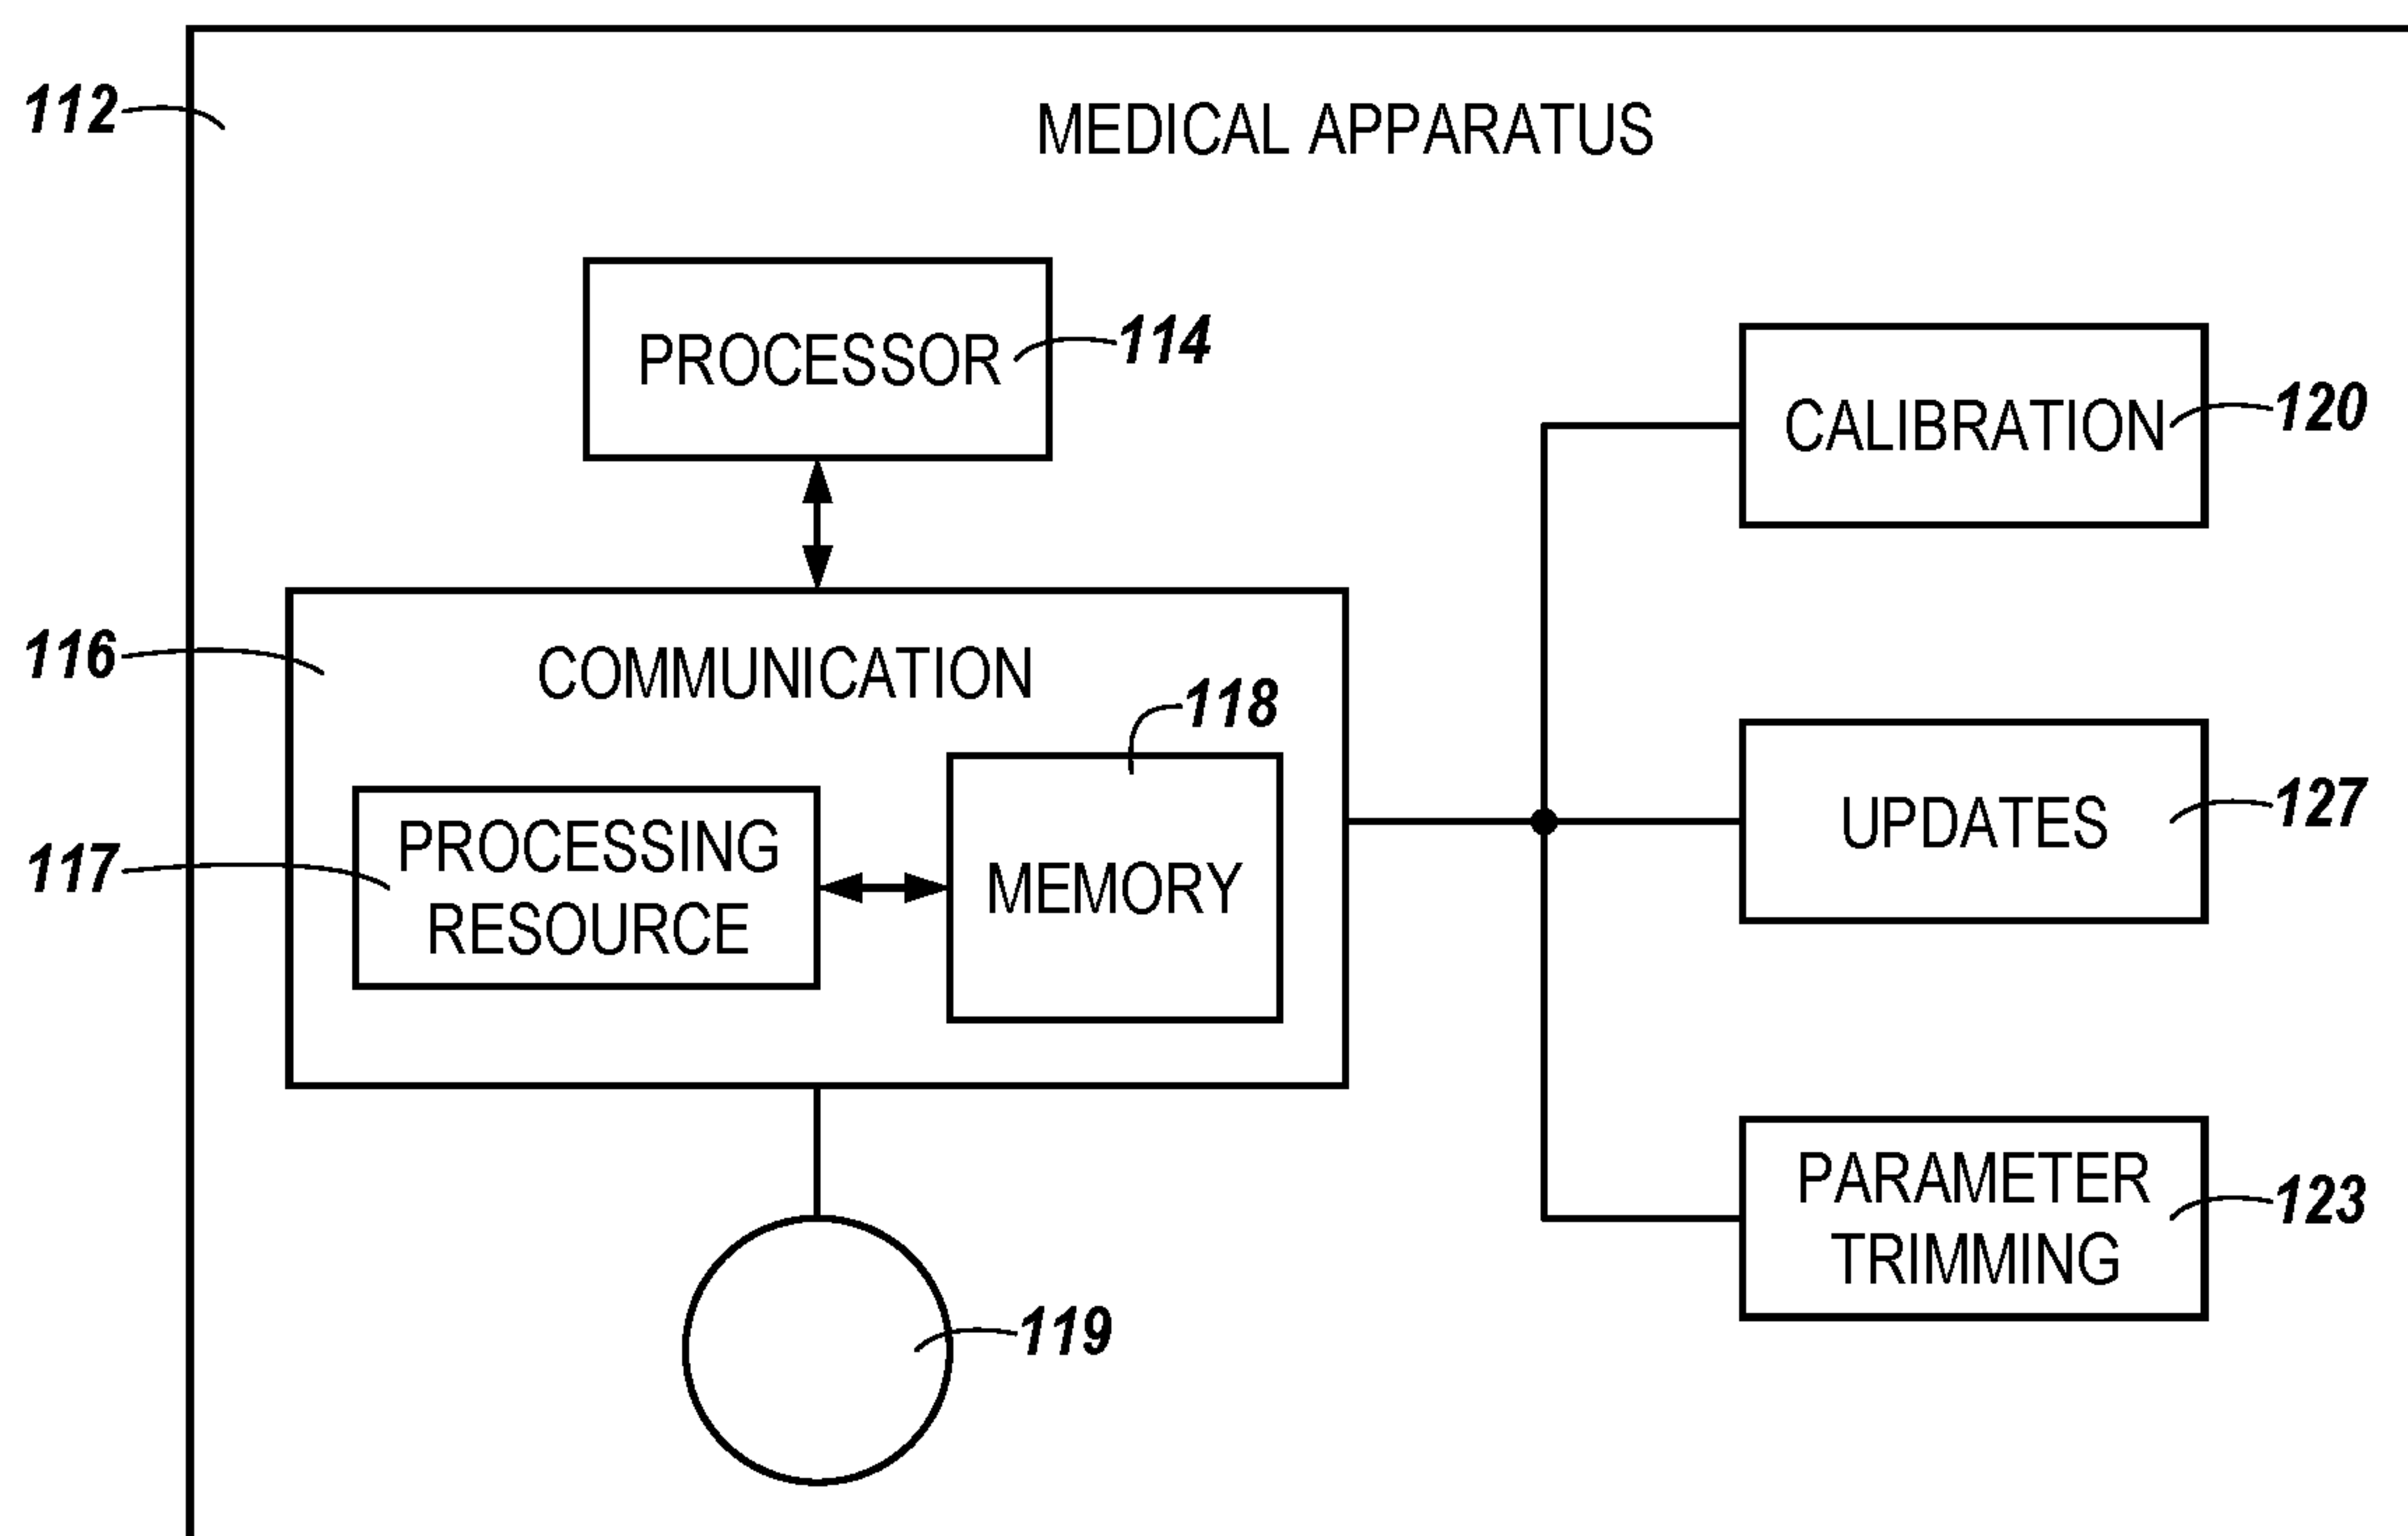 112
MEDICAL APPARATUS
PROCESSOR
114
CALIBRATION
120
116
COMMUNICATION
118
117
PROCESSING
RESOURCE
MEMORY
UPDATES
127
119
PARAMETER
TRIMMING
123